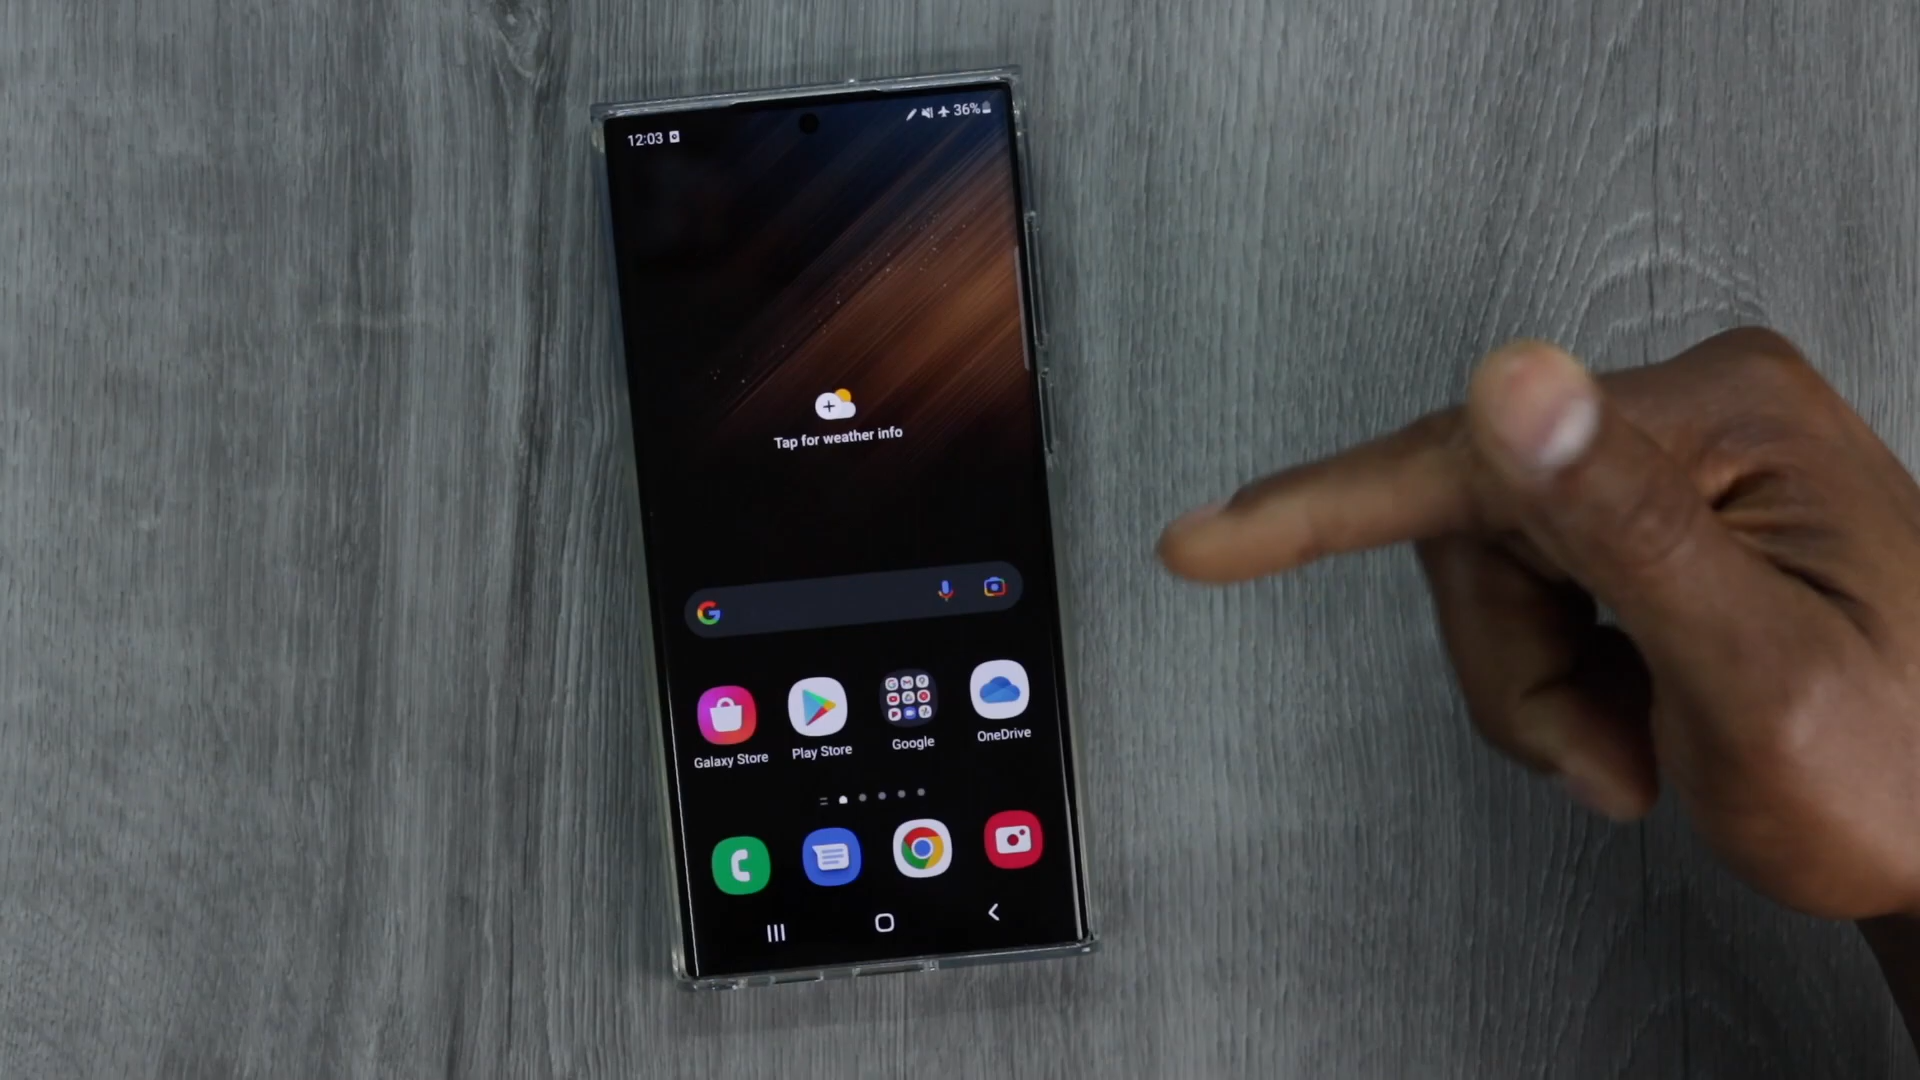 12:03
36%
Tap for weather info
Galaxy Store
Play Store
Google
OneDrive